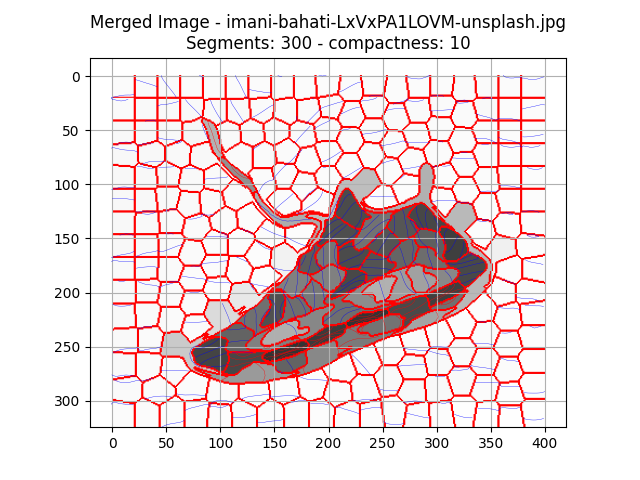 Merged Image - imani-bahati-LxVxPA1LOVM-unsplash.jpg
Segments: 300 - compactness: 10
0
50
100
150
200
250
300
0 50 100 150 200 250 300 350 400